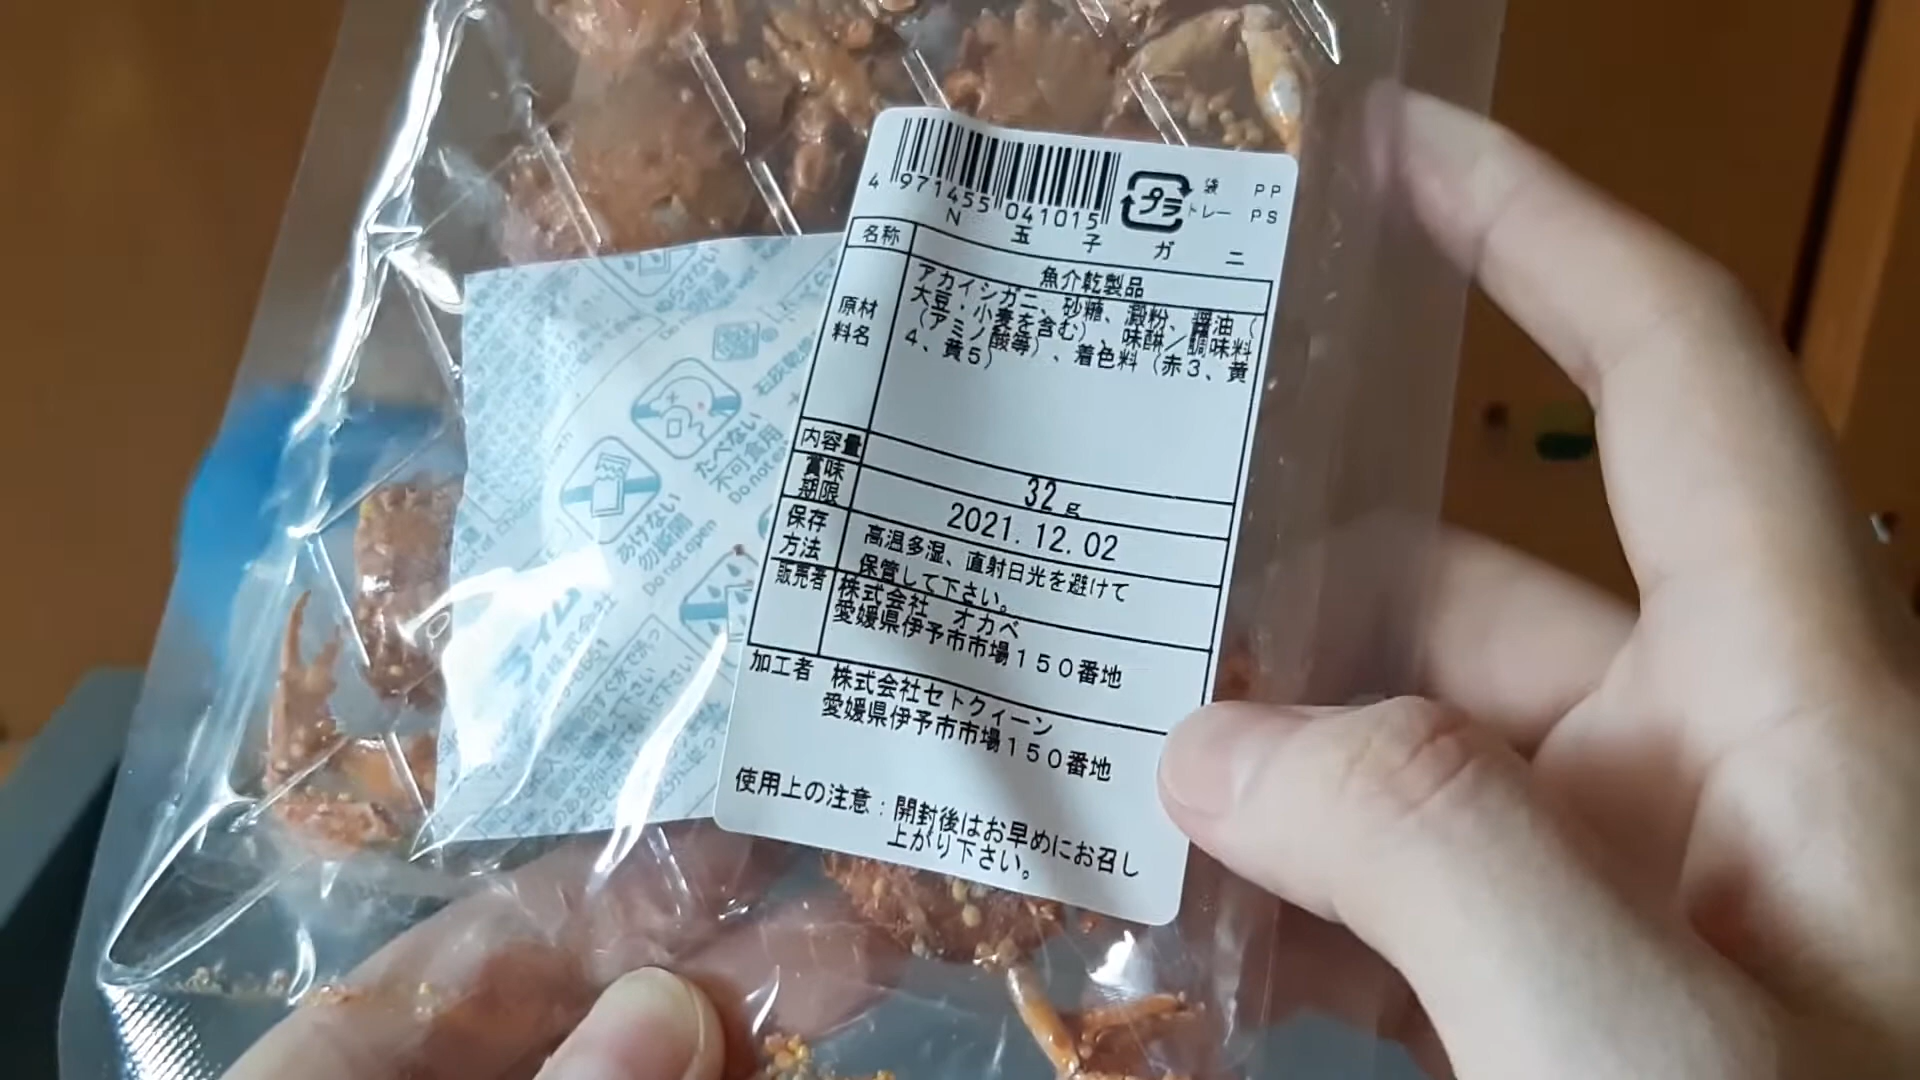 4 971455 041015
プラ
袋 PP
トレー PS
N 玉子ガニ
名称 魚介乾製品
原材料名
アカイシガニ、砂糖、澱粉、醤油(
大豆・小麦を含む)、味醂/調味料
(アミノ酸等)、着色料(赤3、黄
4、黄5)
内容量 32g
賞味期限 2021.12.02
保存方法
高温多湿、直射日光を避けて
保管して下さい。
販売者 株式会社 オカベ
愛媛県伊予市市場150番地
加工者 株式会社セトクィーン
愛媛県伊予市市場150番地
使用上の注意:開封後はお早めにお召し
上がり下さい。
たべない
不可食用
あけない
勿撕開
Do not open
ライム
株式会社